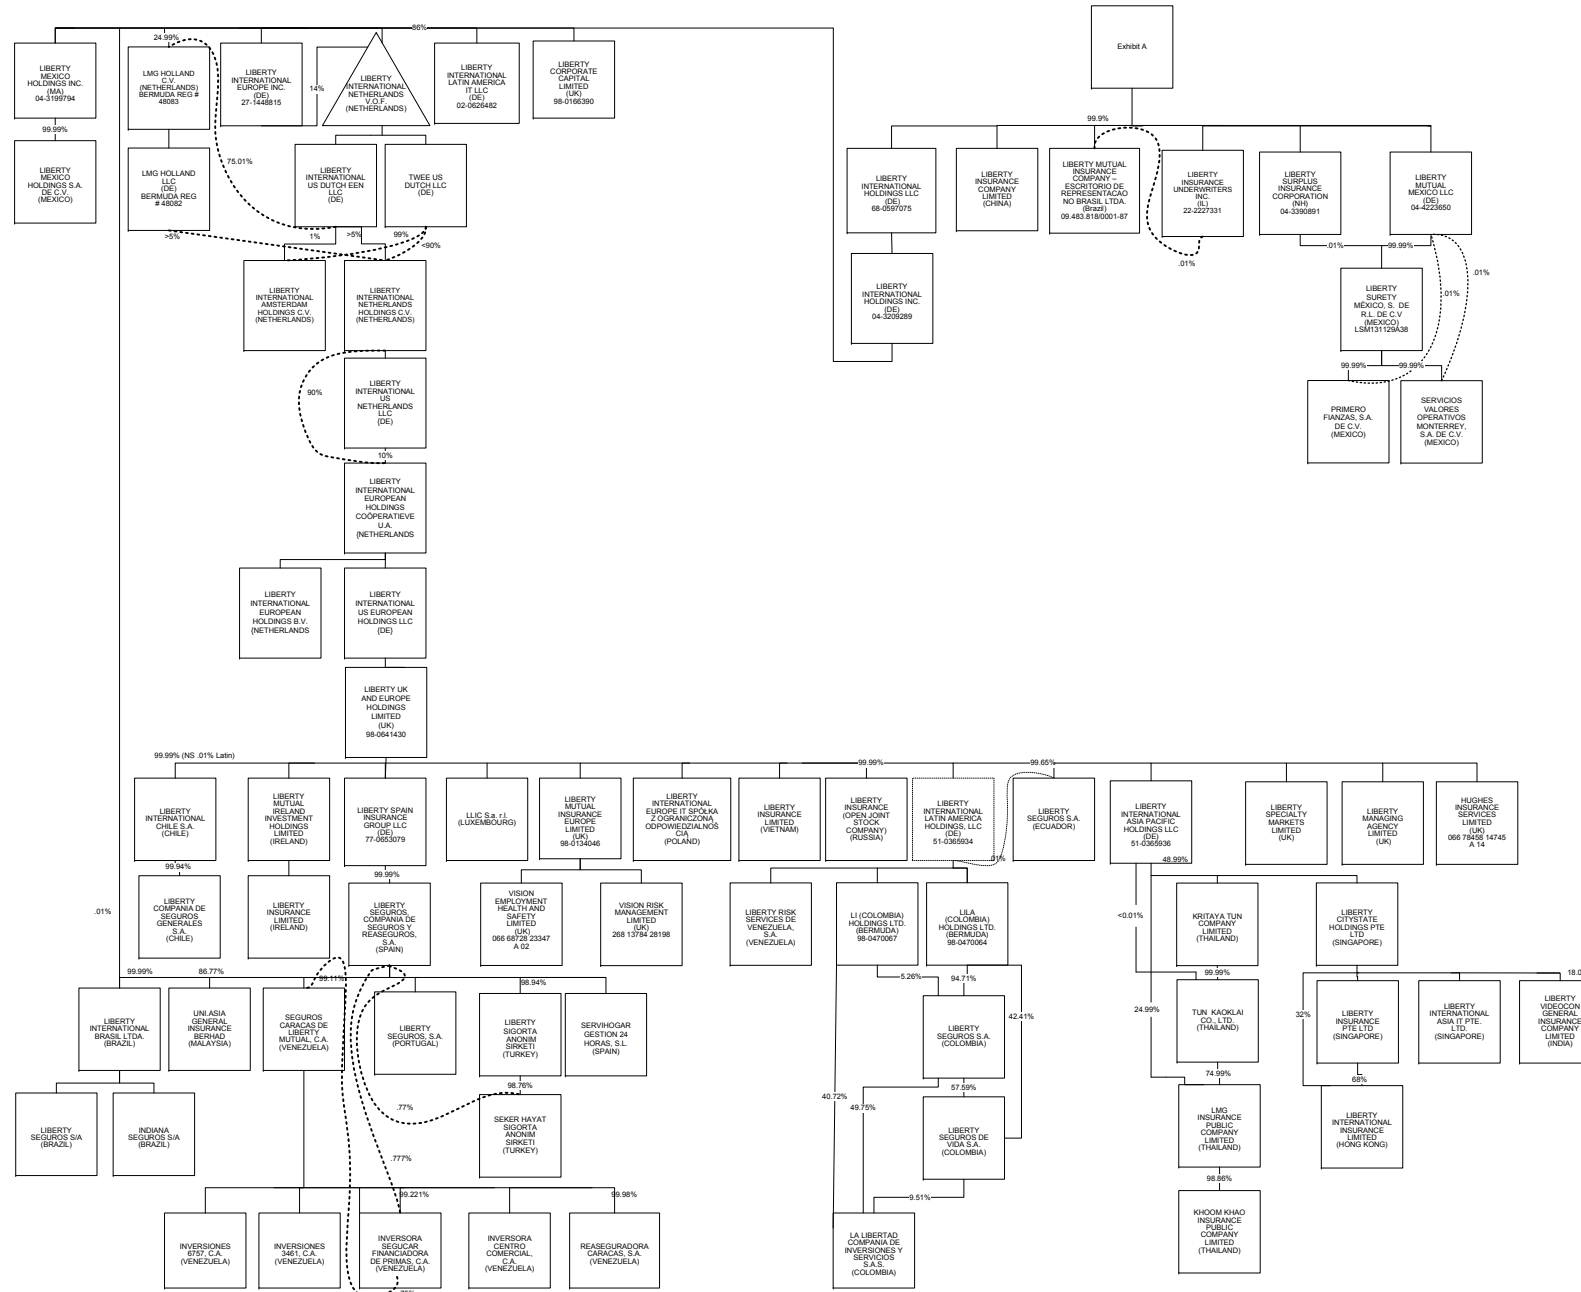 86%
24.99%
LIBERTY
MEXICO
HOLDINGS INC.
(MA)
04-3199794
LMG HOLLAND
C.V.
(NETHERLANDS)
BERMUDA REG #
48083
LIBERTY
INTERNATIONAL
EUROPE INC.
(DE)
27-1448815
14%
LIBERTY
INTERNATIONAL
NETHERLANDS
V.O.F.
(NETHERLANDS)
LIBERTY
INTERNATIONAL
LATIN AMERICA
IT LLC
(DE)
02-0626482
LIBERTY
CORPORATE
CAPITAL
LIMITED
(UK)
98-0166390
Exhibit A
99.99%
LIBERTY
MEXICO
HOLDINGS S.A.
DE C.V.
(MEXICO)
LMG HOLLAND
LLC
(DE)
BERMUDA REG
# 48082
75.01%
LIBERTY
INTERNATIONAL
US DUTCH EEN
LLC
(DE)
TWEE US
DUTCH LLC
(DE)
99.9%
LIBERTY
INTERNATIONAL
HOLDINGS LLC
(DE)
68-0597075
LIBERTY
INSURANCE
COMPANY
LIMITED
(CHINA)
LIBERTY MUTUAL
INSURANCE
COMPANY –
ESCRITORIO DE
REPRESENTACAO
NO BRASIL LTDA.
(Brazil)
09.483.818/0001-87
LIBERTY
INSURANCE
UNDERWRITERS
INC.
(IL)
22-2227331
LIBERTY
SURPLUS
INSURANCE
CORPORATION
(NH)
04-3390891
LIBERTY
MUTUAL
MEXICO LLC
(DE)
04-4223650
>5%
1%
>5%
99%
<90%
.01%
.01%
99.99%
.01%
.01%
LIBERTY
INTERNATIONAL
AMSTERDAM
HOLDINGS C.V.
(NETHERLANDS)
LIBERTY
INTERNATIONAL
NETHERLANDS
HOLDINGS C.V.
(NETHERLANDS)
LIBERTY
INTERNATIONAL
HOLDINGS INC.
(DE)
04-3209289
LIBERTY
SURETY
MÉXICO, S. DE
R.L. DE C.V
(MEXICO)
LSM131129A38
99.99%
99.99%
90%
LIBERTY
INTERNATIONAL
US
NETHERLANDS
LLC
(DE)
PRIMERO
FIANZAS, S.A.
DE C.V.
(MEXICO)
SERVICIOS
VALORES
OPERATIVOS
MONTERREY,
S.A. DE C.V.
(MEXICO)
10%
LIBERTY
INTERNATIONAL
EUROPEAN
HOLDINGS
COÖPERATIEVE
U.A.
(NETHERLANDS
LIBERTY
INTERNATIONAL
EUROPEAN
HOLDINGS B.V.
(NETHERLANDS
LIBERTY
INTERNATIONAL
US EUROPEAN
HOLDINGS LLC
(DE)
LIBERTY UK
AND EUROPE
HOLDINGS
LIMITED
(UK)
98-0641430
99.99% (NS .01% Latin)
99.99%
99.65%
LIBERTY
INTERNATIONAL
CHILE S.A.
(CHILE)
LIBERTY
MUTUAL
IRELAND
INVESTMENT
HOLDINGS
LIMITED
(IRELAND)
LIBERTY SPAIN
INSURANCE
GROUP LLC
(DE)
77-0653079
LLIC S.a. r.l.
(LUXEMBOURG)
LIBERTY
MUTUAL
INSURANCE
EUROPE
LIMITED
(UK)
98-0134046
LIBERTY
INTERNATIONAL
EUROPE IT SPÓŁKA
Z OGRANICZONĄ
ODPOWIEDZIALNOŚ
CIĄ
(POLAND)
LIBERTY
INSURANCE
LIMITED
(VIETNAM)
LIBERTY
INSURANCE
(OPEN JOINT
STOCK
COMPANY)
(RUSSIA)
LIBERTY
INTERNATIONAL
LATIN AMERICA
HOLDINGS, LLC
(DE)
51-0365934
LIBERTY
SEGUROS S.A.
(ECUADOR)
LIBERTY
INTERNATIONAL
ASIA PACIFIC
HOLDINGS LLC
(DE)
51-0365936
LIBERTY
SPECIALTY
MARKETS
LIMITED
(UK)
LIBERTY
MANAGING
AGENCY
LIMITED
(UK)
HUGHES
INSURANCE
SERVICES
LIMITED
(UK)
066 78458 14745
A 14
99.94%
99.99%
.01%
48.99%
LIBERTY
COMPANIA DE
SEGUROS
GENERALES
S.A.
(CHILE)
LIBERTY
INSURANCE
LIMITED
(IRELAND)
LIBERTY
SEGUROS,
COMPANIA DE
SEGUROS Y
REASEGUROS,
S.A.
(SPAIN)
VISION
EMPLOYMENT
HEALTH AND
SAFETY
LIMITED
(UK)
066 68728 23347
A 02
VISION RISK
MANAGEMENT
LIMITED
(UK)
268 13784 28198
LIBERTY RISK
SERVICES DE
VENEZUELA,
S.A.
(VENEZUELA)
LI (COLOMBIA)
HOLDINGS LTD.
(BERMUDA)
98-0470067
LILA
(COLOMBIA)
HOLDINGS LTD.
(BERMUDA)
98-0470064
<0.01%
KRITAYA TUN
COMPANY
LIMITED
(THAILAND)
LIBERTY
CITYSTATE
HOLDINGS PTE
LTD
(SINGAPORE)
.01%
99.99%
86.77%
99.11%
98.94%
5.26%
94.71%
99.99%
18.0
LIBERTY
INTERNATIONAL
BRASIL LTDA.
(BRAZIL)
UNI.ASIA
GENERAL
INSURANCE
BERHAD
(MALAYSIA)
SEGUROS
CARACAS DE
LIBERTY
MUTUAL, C.A.
(VENEZUELA)
LIBERTY
SEGUROS, S.A.
(PORTUGAL)
LIBERTY
SIGORTA
ANONIM
SIRKETI
(TURKEY)
SERVIHOGAR
GESTION 24
HORAS, S.L.
(SPAIN)
LIBERTY
SEGUROS S.A.
(COLOMBIA)
42.41%
24.99%
TUN KAOKLAI
CO., LTD.
(THAILAND)
32%
LIBERTY
INSURANCE
PTE LTD
(SINGAPORE)
LIBERTY
INTERNATIONAL
ASIA IT PTE.
LTD.
(SINGAPORE)
LIBERTY
VIDEOCON
GENERAL
INSURANCE
COMPANY
LIMITED
(INDIA)
98.76%
57.59%
74.99%
68%
40.72%
49.75%
.77%
LIBERTY
SEGUROS S/A
(BRAZIL)
INDIANA
SEGUROS S/A
(BRAZIL)
SEKER HAYAT
SIGORTA
ANONIM
SIRKETI
(TURKEY)
LIBERTY
SEGUROS DE
VIDA S.A.
(COLOMBIA)
LMG
INSURANCE
PUBLIC
COMPANY
LIMITED
(THAILAND)
LIBERTY
INTERNATIONAL
INSURANCE
LIMITED
(HONG KONG)
.777%
98.86%
99.221%
99.98%
9.51%
INVERSIONES
6757, C.A.
(VENEZUELA)
INVERSIONES
3461, C.A.
(VENEZUELA)
INVERSORA
SEGUCAR
FINANCIADORA
DE PRIMAS, C.A.
(VENEZUELA)
INVERSORA
CENTRO
COMERCIAL,
C.A.
(VENEZUELA)
REASEGURADORA
CARACAS, S.A.
(VENEZUELA)
LA LIBERTAD
COMPANIA DE
INVERSIONES Y
SERVICIOS
S.A.S.
(COLOMBIA)
KHOOM KHAO
INSURANCE
PUBLIC
COMPANY
LIMITED
(THAILAND)